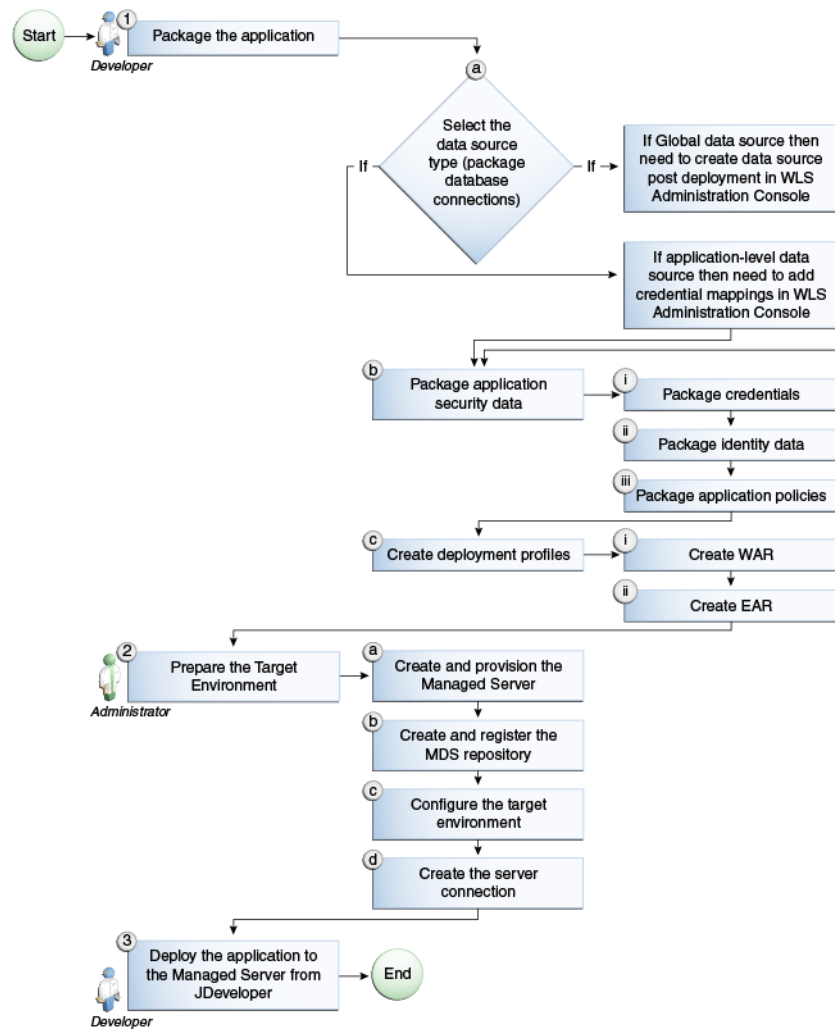 Start
1
Package the application
Developer
a
Select the
data source
type (package
database
connections)
If
If
If Global data source then
need to create data source
post deployment in WLS
Administration Console
If application-level data
source then need to add
credential mappings in WLS
Administration Console
b
Package application
security data
i
Package credentials
ii
Package identity data
iii
Package application policies
c
Create deployment profiles
i
Create WAR
ii
Create EAR
2
Prepare the Target
Environment
Administrator
a
Create and provision the
Managed Server
b
Create and register the
MDS repository
c
Configure the target
environment
d
Create the server
connection
3
Deploy the application to
the Managed Server from
JDeveloper
Developer
End